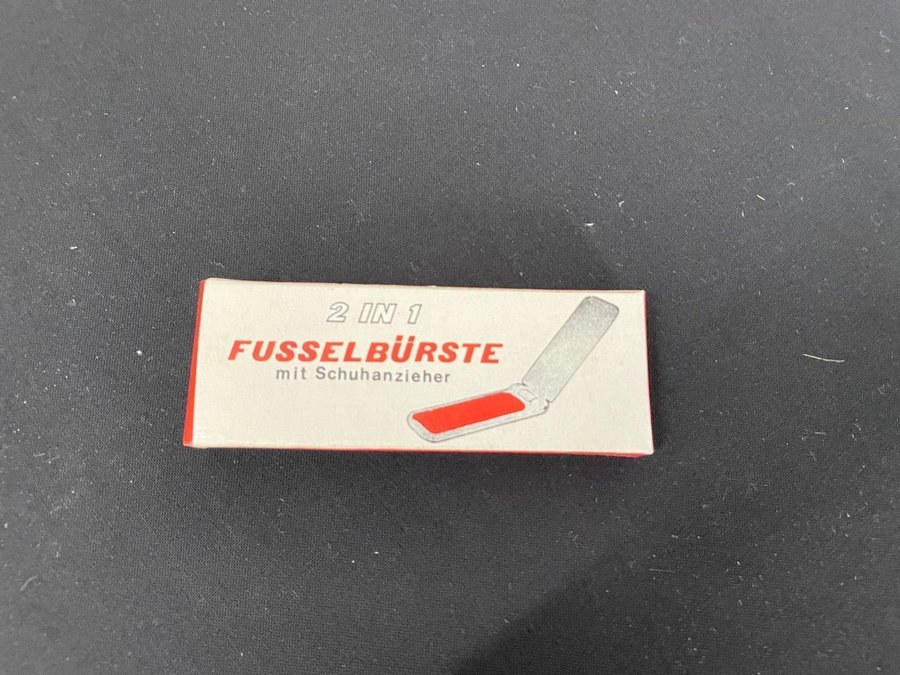 2 IN 1
FUSSELBÜRSTE
mit Schuhanzieher